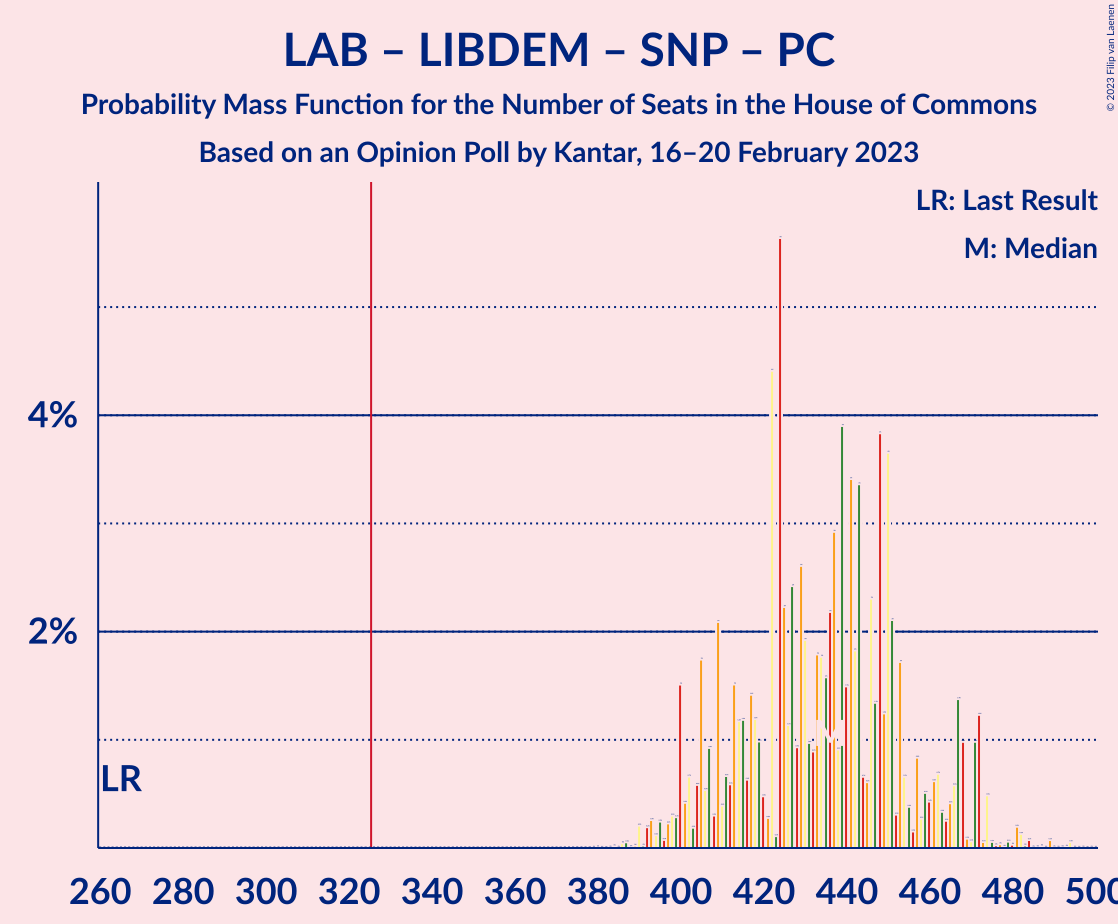 LAB – LIBDEM – SNP – PC
Probability Mass Function for the Number of Seats in the House of Commons
Based on an Opinion Poll by Kantar, 16–20 February 2023
© 2023 Filip van Laenen
LR: Last Result
M: Median
4%
2%
LR
M
260 280 300 320 340 360 380 400 420 440 460 480 500